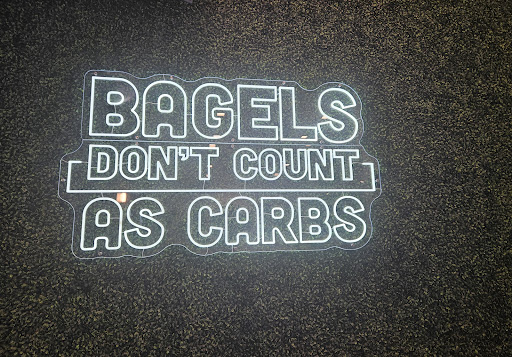 BAGELS
DON'T COUNT
AS CARBS